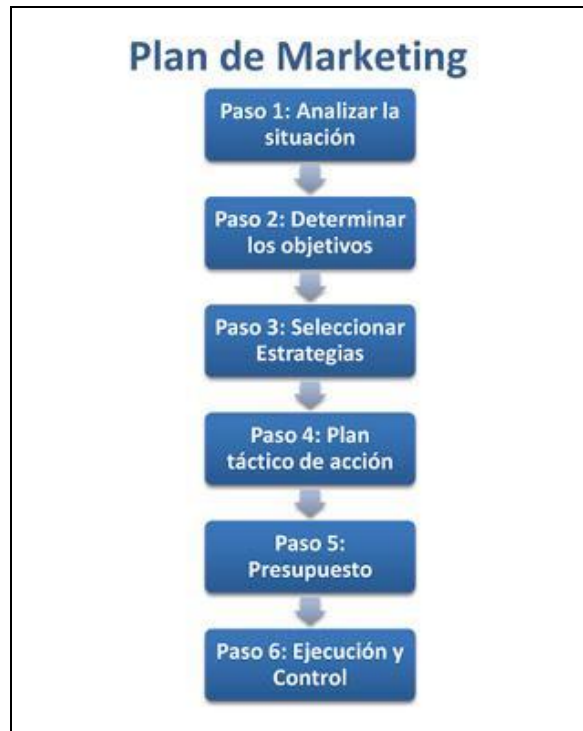 Plan de Marketing
Paso 1: Analizar la
situación
Paso 2: Determinar
los objetivos
Paso 3: Seleccionar
Estrategias
Paso 4: Plan
táctico de acción
Paso 5:
Presupuesto
Paso 6: Ejecución y
Control